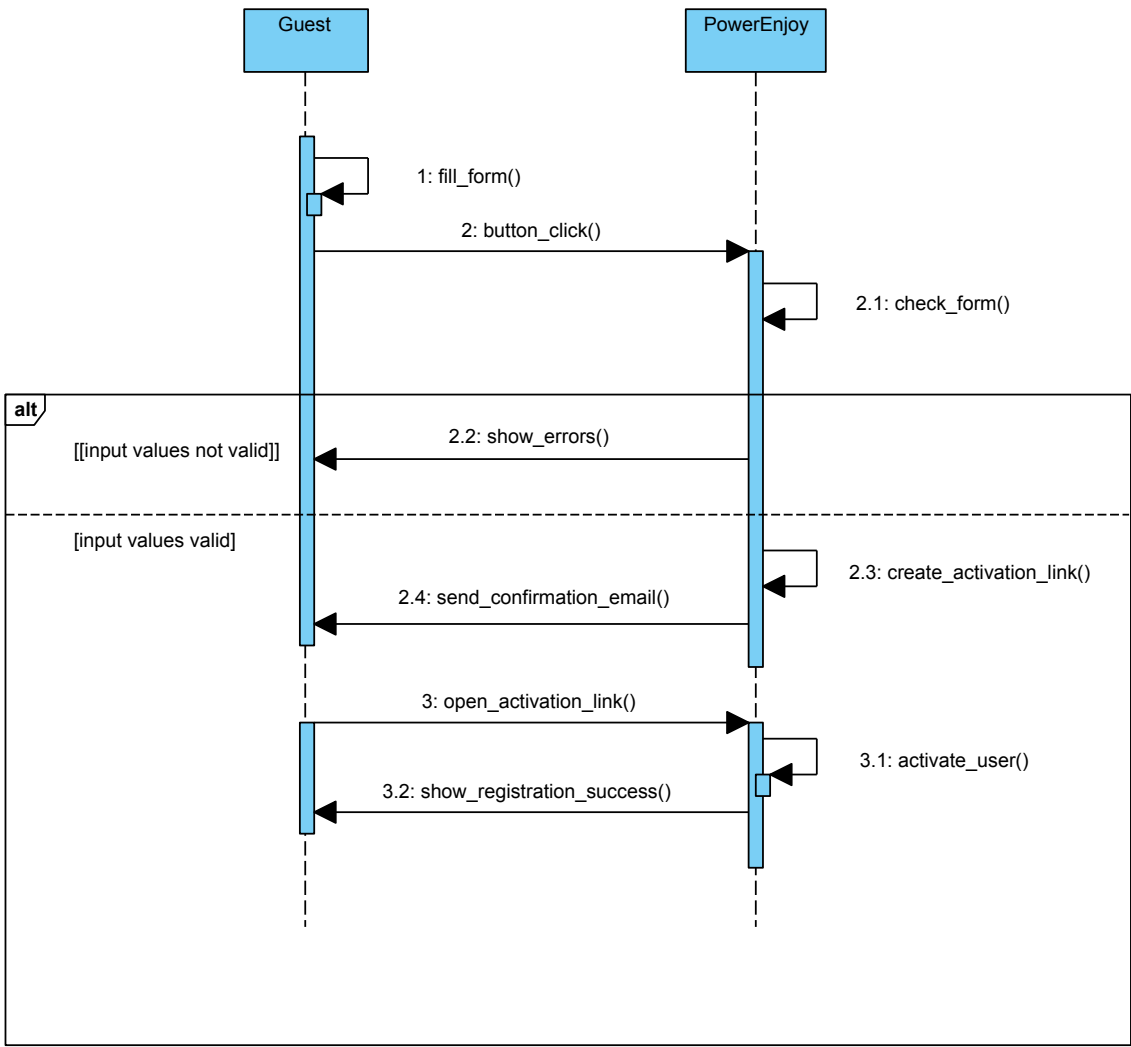 Guest
PowerEnjoy
1: fill_form()
2: button_click()
2.1: check_form()
alt
2.2: show_errors()
[[input values not valid]]
[input values valid]
2.3: create_activation_link()
2.4: send_confirmation_email()
3: open_activation_link()
3.1: activate_user()
3.2: show_registration_success()